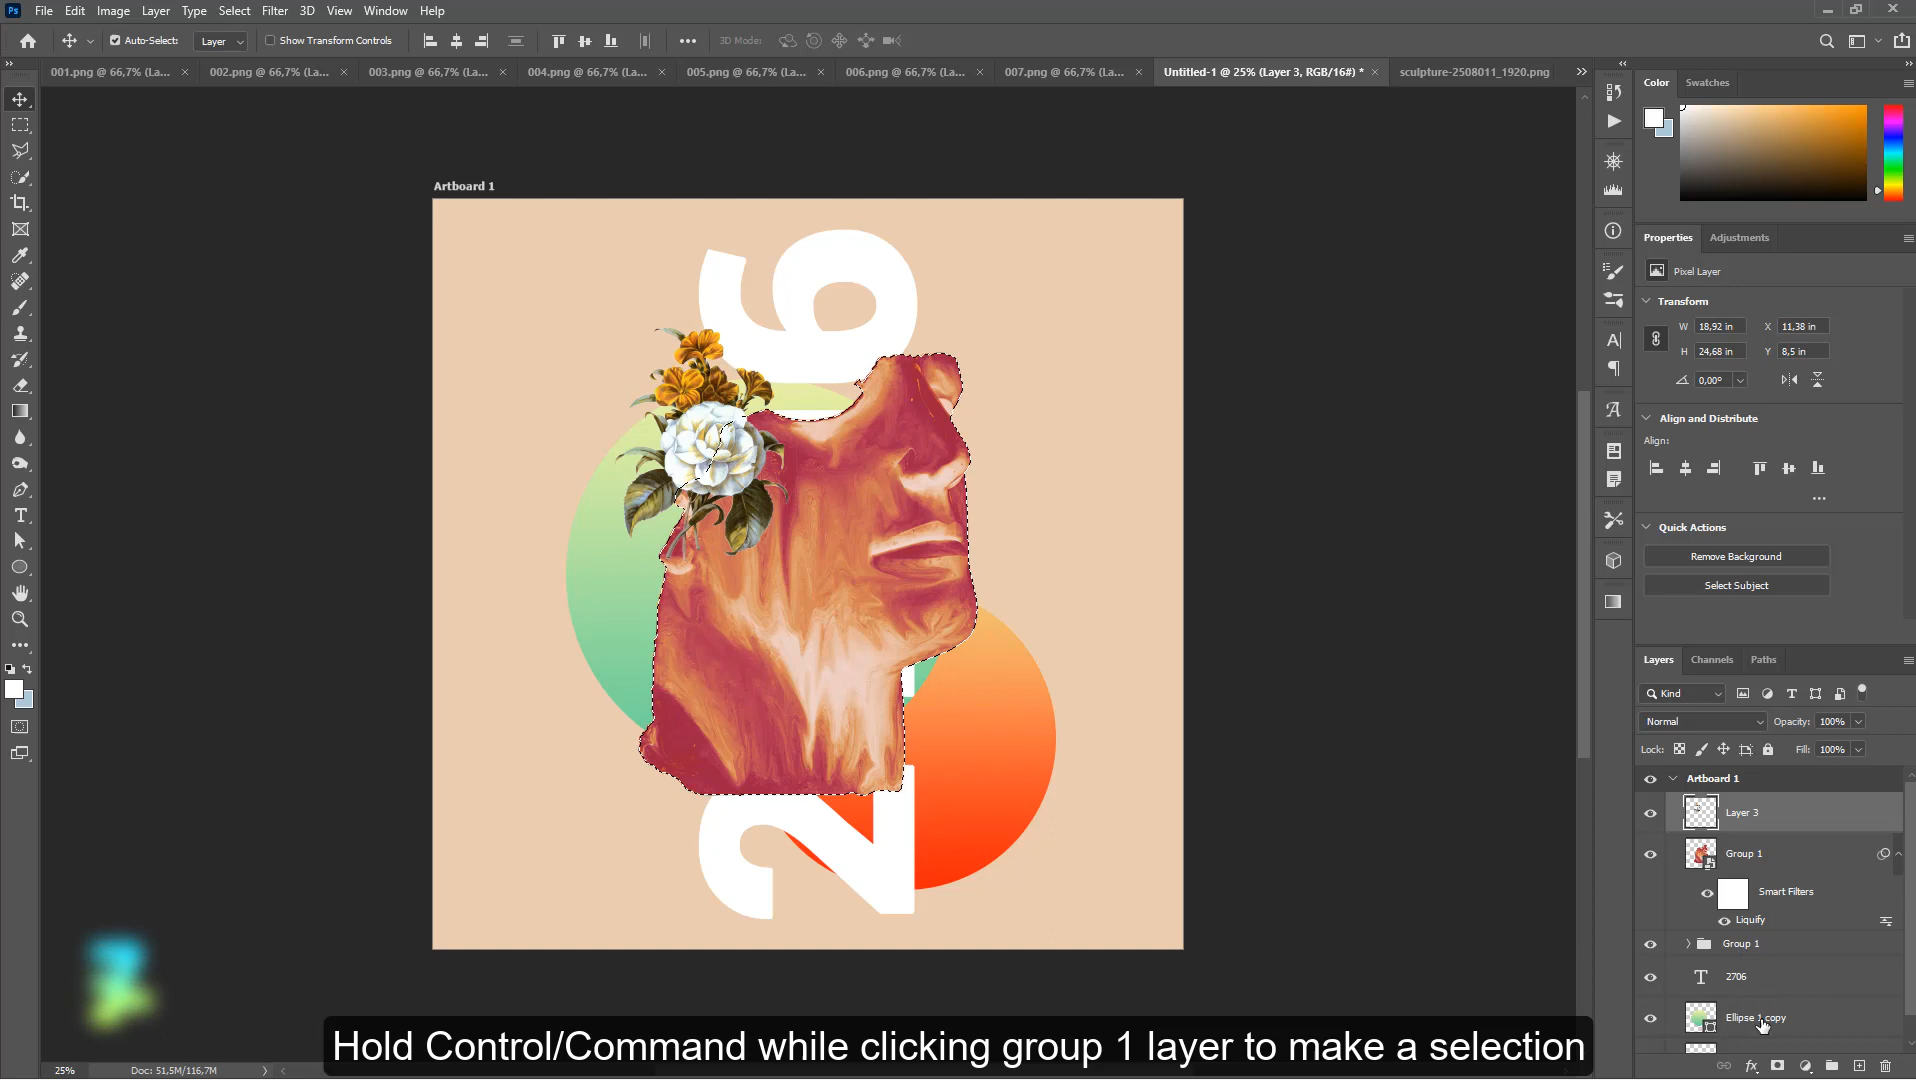 Ps File Edit Image Layer Type Select Filter 3D View Window Help
Auto-Select: Layer Show Transform Controls 3D Mode:
001.png @ 66,7% (La... 002.png @ 66,7% (La... 003.png @ 66,7% (La... 004.png @ 66,7% (La... 005.png @ 66,7% (La... 006.png @ 66,7% (La... 007.png @ 66,7% (La... Untitled-1 @ 25% (Layer 3, RGB/16#) * sculpture-2508011_1920.png
Color Swatches
Artboard 1
Properties Adjustments
Pixel Layer
Transform
W 18,92 in X 11,38 in
H 24,68 in Y 8,5 in
0,00°
Align and Distribute
Align:
Quick Actions
Remove Background
Select Subject
Layers Channels Paths
Kind
Normal Opacity: 100%
Lock: Fill: 100%
Artboard 1
Layer 3
Group 1
Smart Filters
Liquify
Group 1
2706
Ellipse 1 copy
Hold Control/Command while clicking group 1 layer to make a selection
25% Doc: 51,5M/116,7M